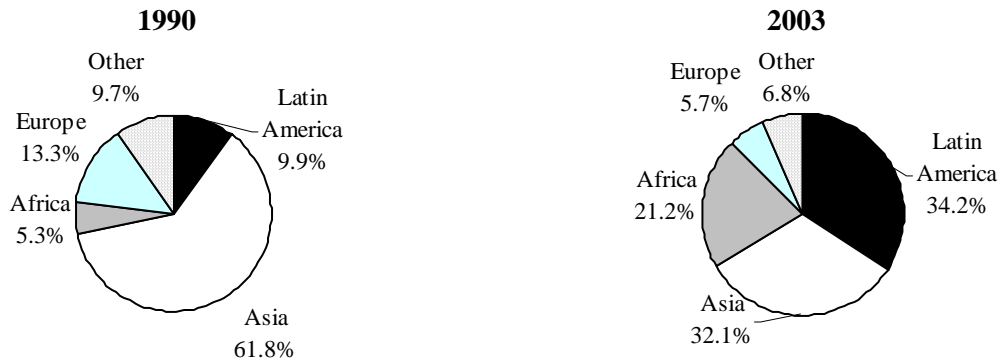 1990
Other
9.7%
Latin
America
9.9%
Europe
13.3%
Africa
5.3%
Asia
61.8%
2003
Europe
5.7%
Other
6.8%
Latin
America
34.2%
Africa
21.2%
Asia
32.1%